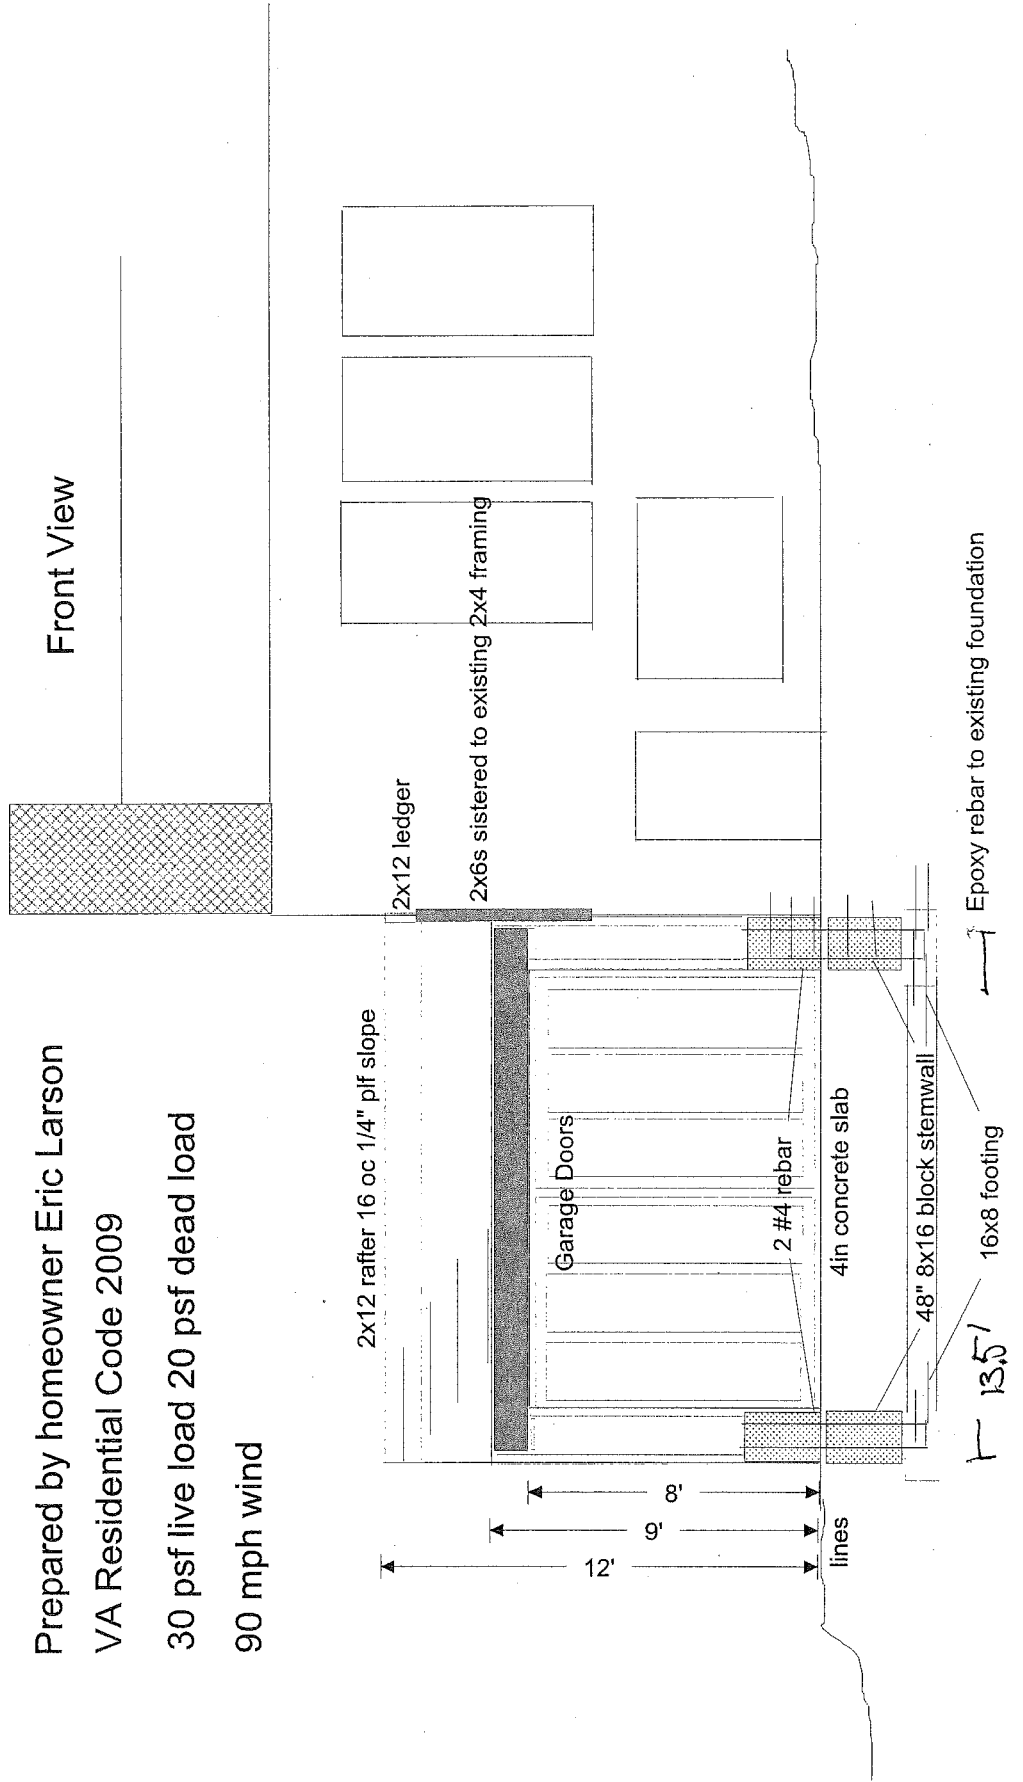 Front View
Prepared by homeowner Eric Larson
VA Residential Code 2009
30 psf live load 20 psf dead load
90 mph wind
2x12 rafter 16 oc 1/4" plf slope
2x12 ledger
2x6s sistered to existing 2x4 framing
Garage Doors
2 #4 rebar
8'
9'
12'
lines
4in concrete slab
48" 8x16 block stemwall
16x8 footing
13.5'
Epoxy rebar to existing foundation